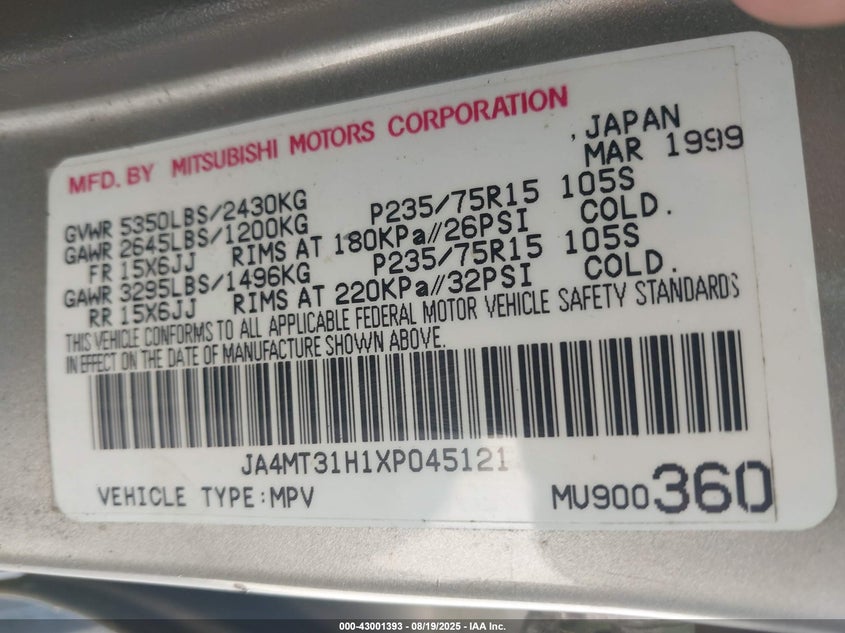 MFD. BY MITSUBISHI MOTORS CORPORATION , JAPAN
MAR 1999
GVWR 5350LBS/2430KG
GAWR 2645LBS/1200KG P235/75R15 105S
FR 15X6JJ RIMS AT 180KPa//26PSI COLD.
GAWR 3295LBS/1496KG P235/75R15 105S
RR 15X6JJ RIMS AT 220KPa//32PSI COLD.
THIS VEHICLE CONFORMS TO ALL APPLICABLE FEDERAL MOTOR VEHICLE SAFETY STANDARDS
IN EFFECT ON THE DATE OF MANUFACTURE SHOWN ABOVE.
JA4MT31H1XP045121
VEHICLE TYPE:MPV MU900360
000-43001393 - 08/19/2025 - IAA Inc.